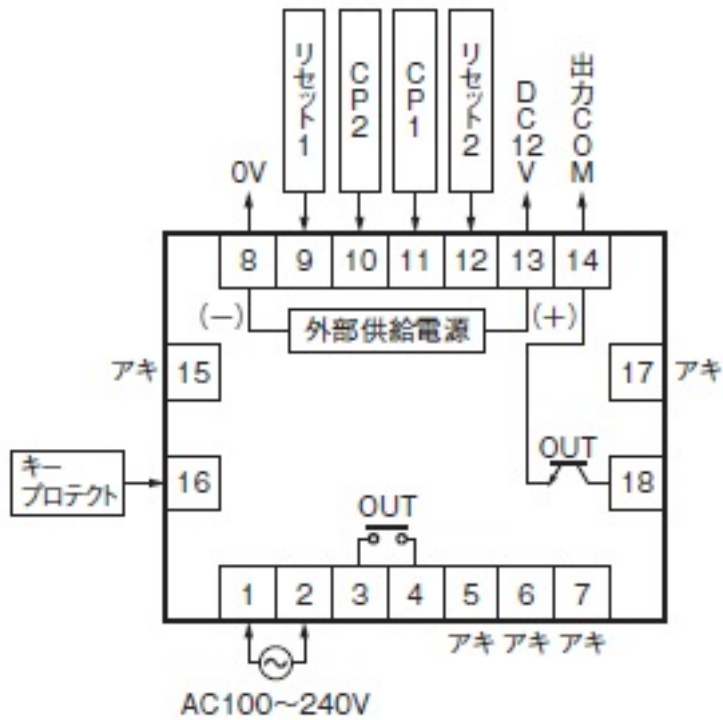 リセット1
CP2
CP1
リセット2
DC12V
出力COM
0V
8 9 10 11 12 13 14
(−) 外部供給電源 (+)
アキ 15
17 アキ
キー
プロテクト
16
OUT
18
OUT
1 2 3 4 5 6 7
アキ アキ アキ
AC100〜240V